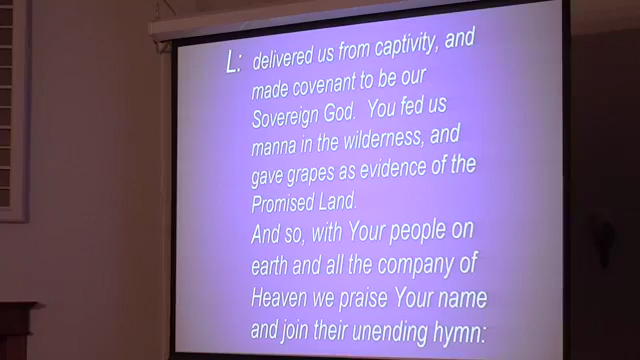 L: delivered us from captivity, and
made covenant to be our
Sovereign God. You fed us
manna in the wilderness, and
gave grapes as evidence of the
Promised Land.
And so, with Your people on
earth and all the company of
Heaven we praise Your name
and join their unending hymn: